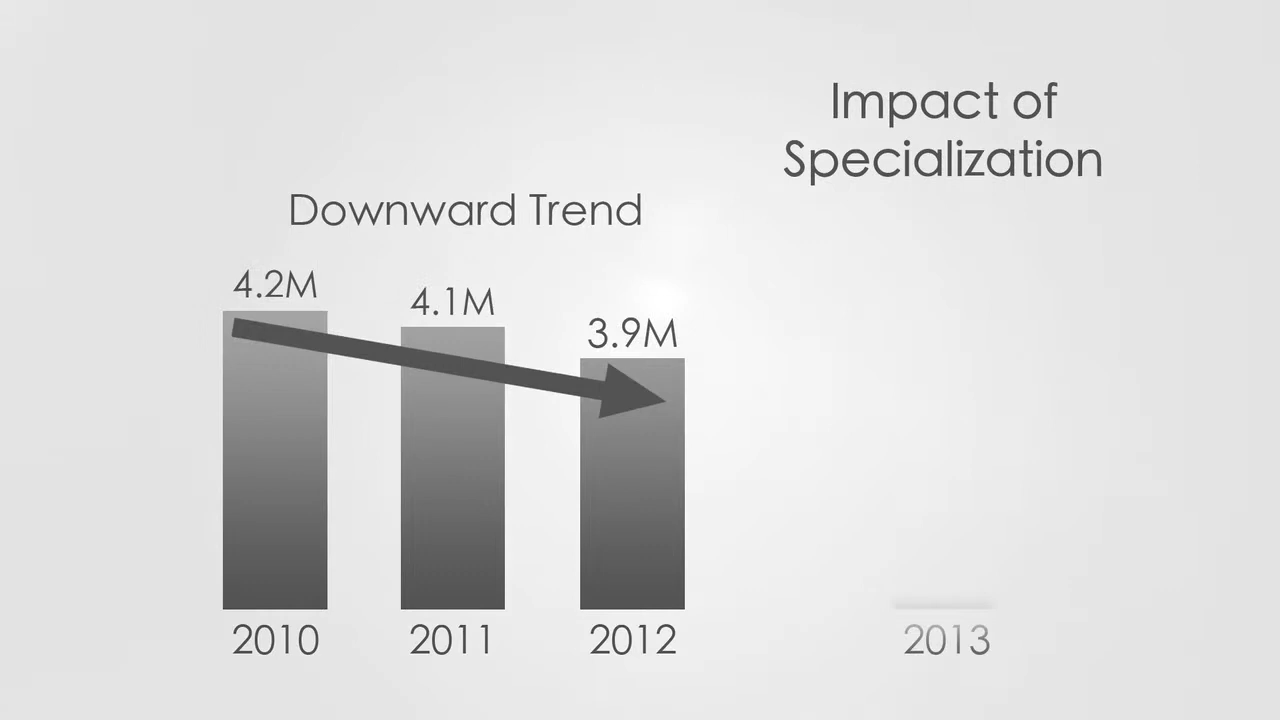 Impact of
Specialization
Downward Trend
4.2M
4.1M
3.9M
2010
2011
2012
2013